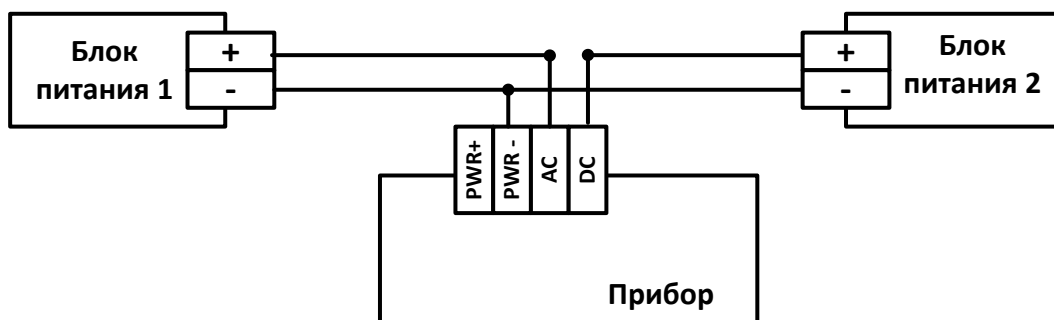 Блок
питания 1
+
-
Блок
питания 2
+
-
PWR+
PWR -
AC
DC
Прибор